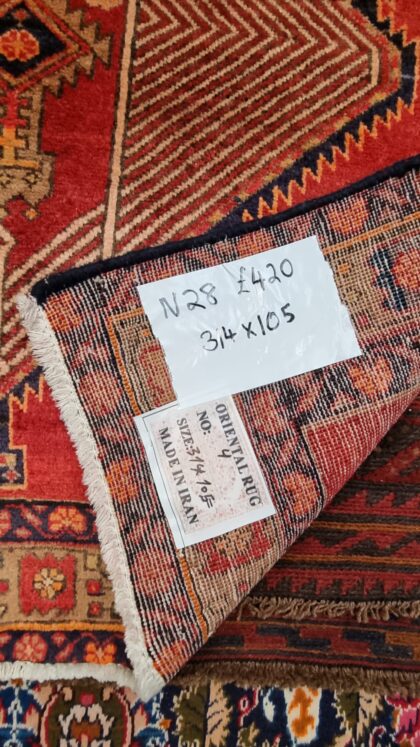 N28 £420
314 x 105
ORIENTAL RUG
NO: 4
SIZE: 314 105
MADE IN IRAN